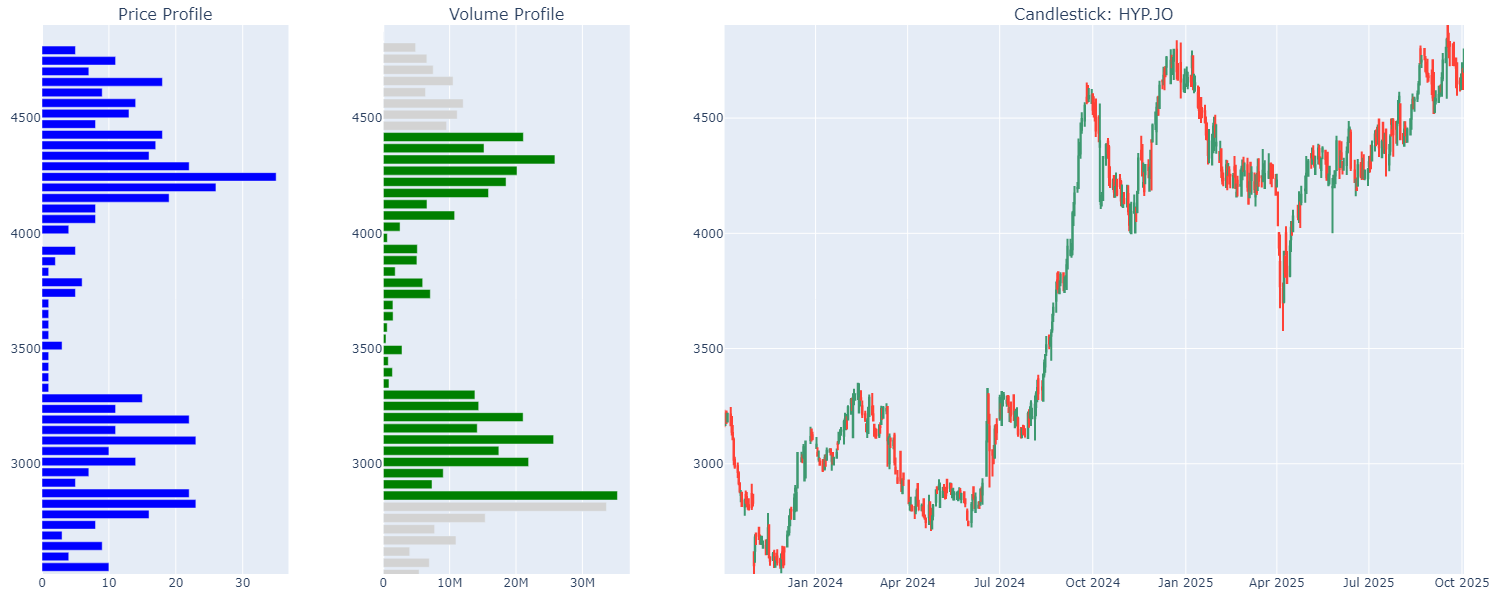 Price Profile
Volume Profile
Candlestick: HYP.JO
4500
4000
3500
3000
0
10
20
30
4500
4000
3500
3000
0
10M
20M
30M
4500
4000
3500
3000
Jan 2024
Apr 2024
Jul 2024
Oct 2024
Jan 2025
Apr 2025
Jul 2025
Oct 2025